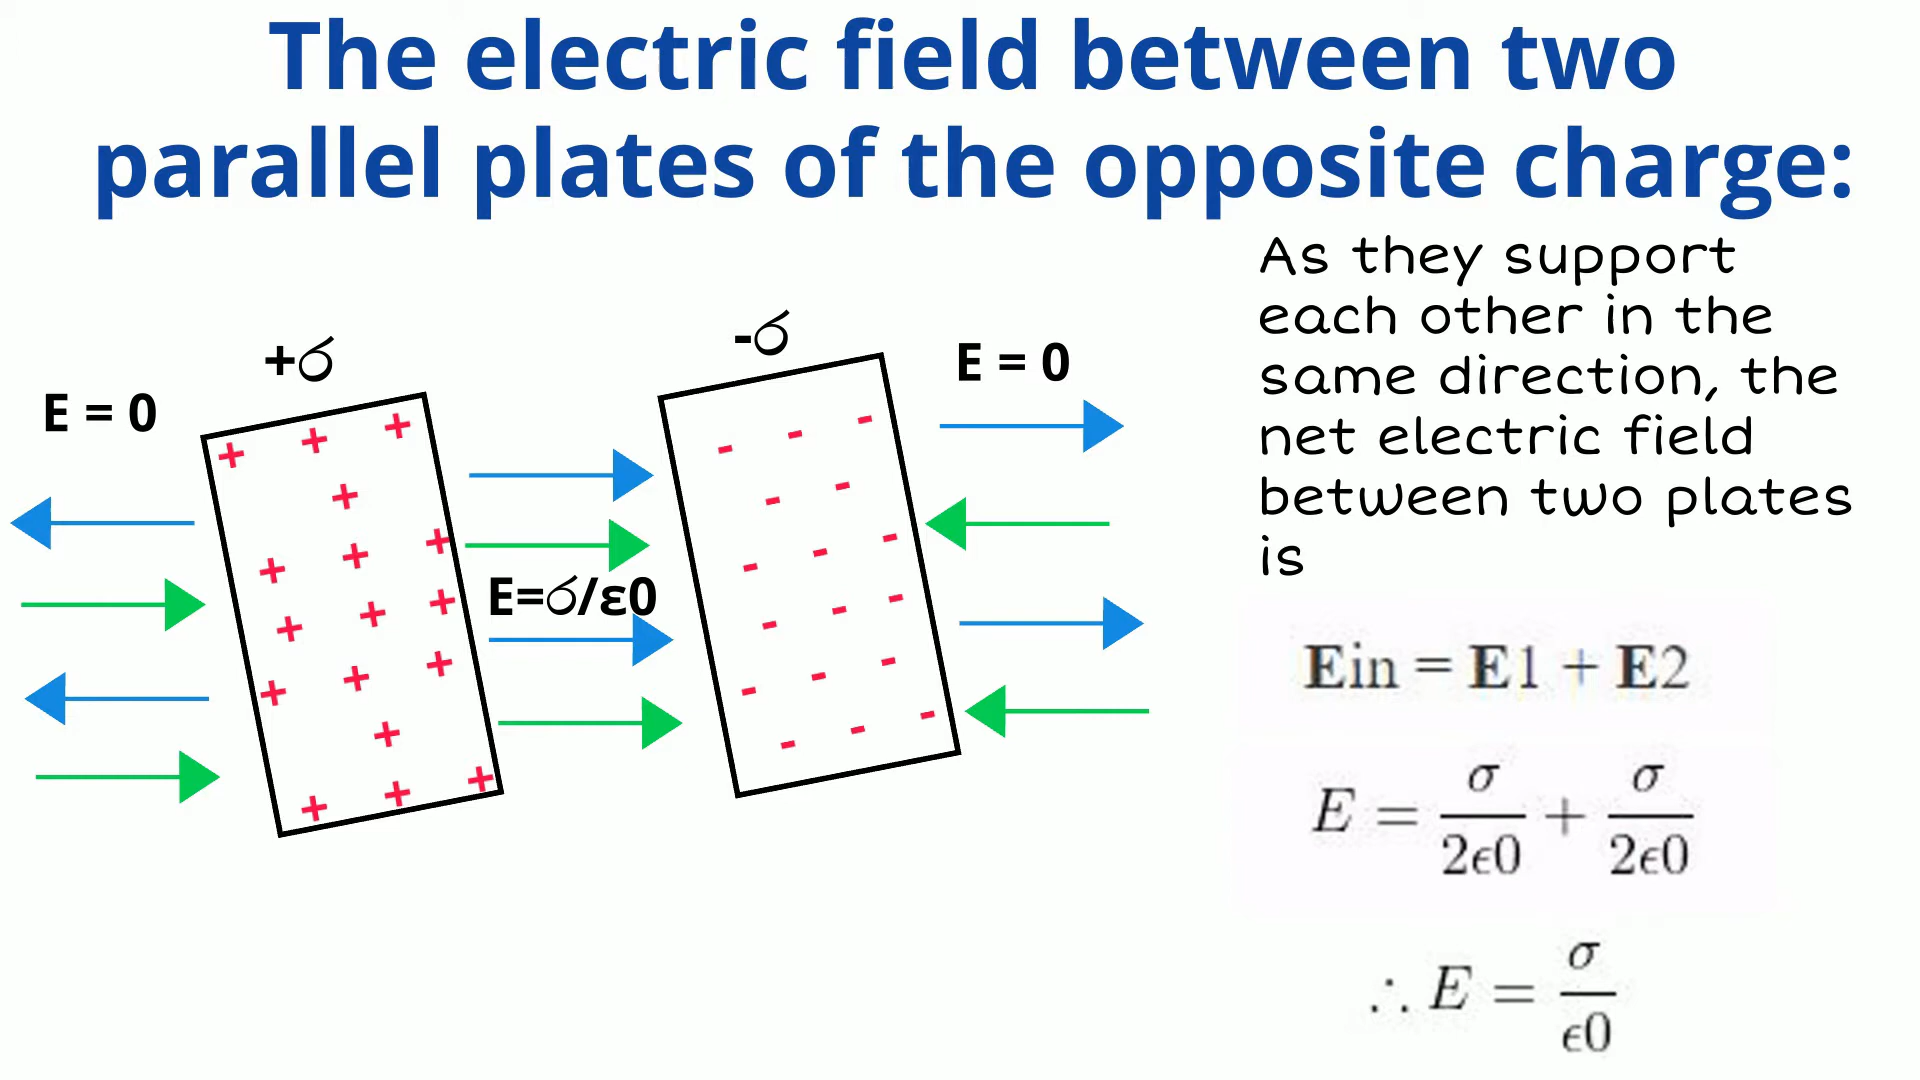 The electric field between two
parallel plates of the opposite charge:
As they support
each other in the
same direction, the
net electric field
between two plates
is
+σ
-σ
E = 0
E = 0
E=σ/ε0
Ein = E1 + E2
E = σ/2ϵ0 + σ/2ϵ0
∴ E = σ/ϵ0